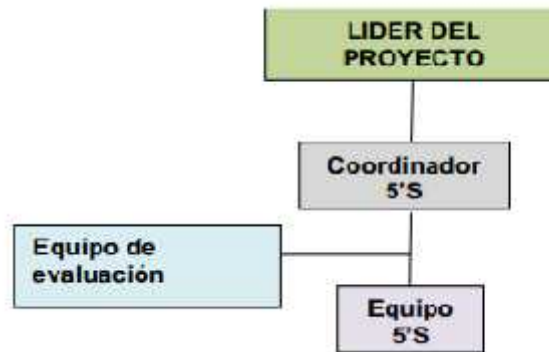 LIDER DEL
PROYECTO
Coordinador
5'S
Equipo de
evaluación
Equipo
5'S